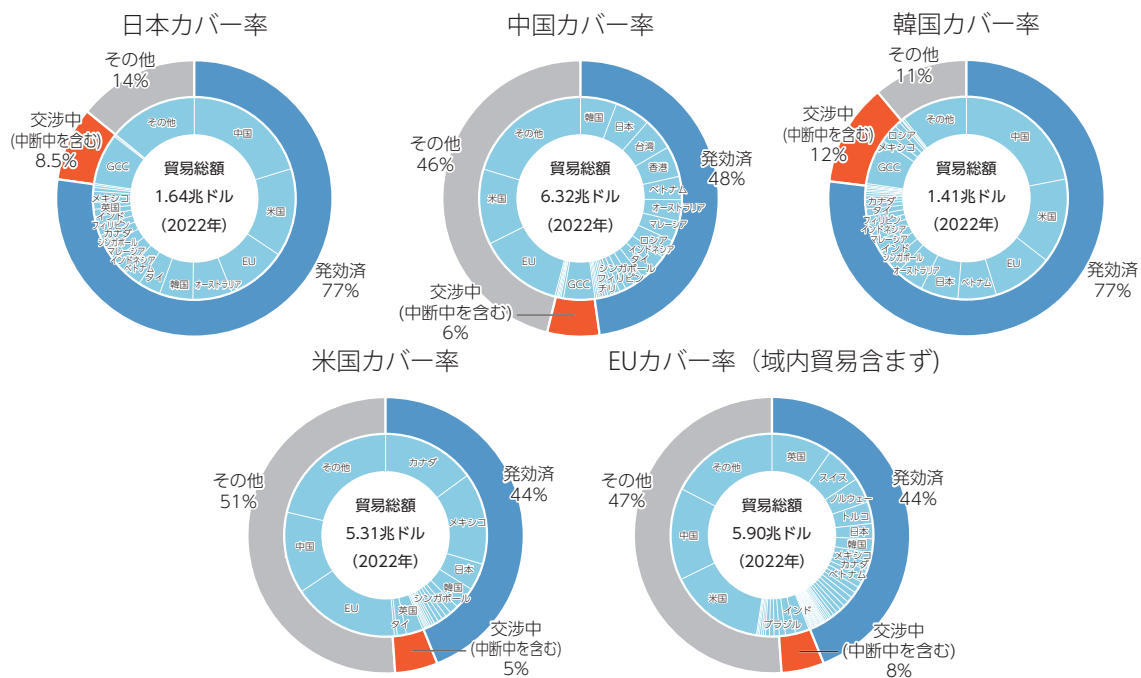 日本カバー率
その他
14%
交渉中
(中断中を含む)
8.5%
発効済
77%
貿易総額
1.64兆ドル
(2022年)
中国
米国
EU
オーストラリア
韓国
タイ
ベトナム
インドネシア
マレーシア
シンガポール
カナダ
フィリピン
インド
英国
メキシコ
GCC
その他
中国カバー率
その他
46%
発効済
48%
交渉中
(中断中を含む)
6%
貿易総額
6.32兆ドル
(2022年)
韓国
日本
台湾
香港
ベトナム
オーストラリア
マレーシア
ロシア
インドネシア
タイ
シンガポール
フィリピン
チリ
GCC
EU
米国
その他
韓国カバー率
その他
11%
交渉中
(中断中を含む)
12%
発効済
77%
貿易総額
1.41兆ドル
(2022年)
中国
米国
EU
ベトナム
日本
オーストラリア
シンガポール
インド
マレーシア
インドネシア
フィリピン
タイ
カナダ
GCC
メキシコ
ロシア
その他
米国カバー率
その他
51%
発効済
44%
交渉中
(中断中を含む)
5%
貿易総額
5.31兆ドル
(2022年)
カナダ
メキシコ
日本
韓国
シンガポール
英国
タイ
EU
中国
その他
EUカバー率（域内貿易含まず)
その他
47%
発効済
44%
交渉中
(中断中を含む)
8%
貿易総額
5.90兆ドル
(2022年)
英国
スイス
ノルウェー
トルコ
日本
韓国
メキシコ
カナダ
ベトナム
インド
ブラジル
米国
中国
その他